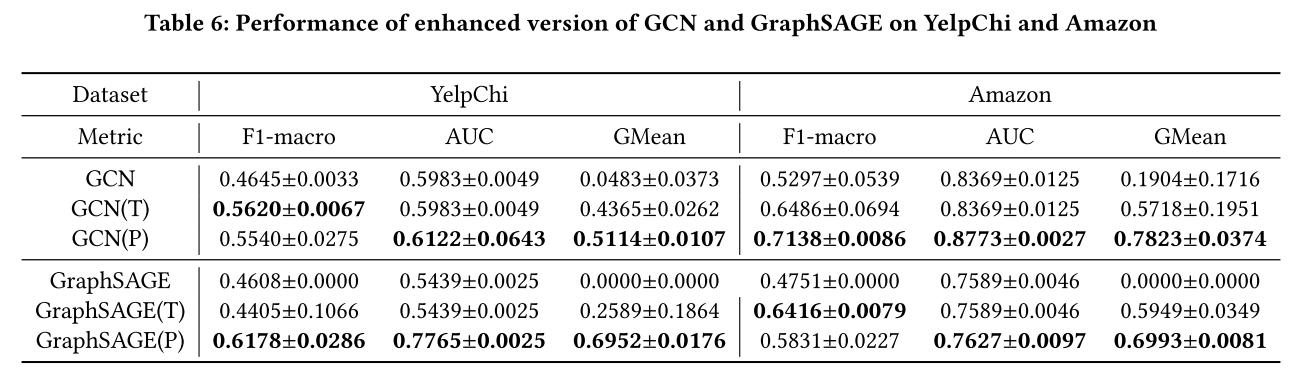 Table 6: Performance of enhanced version of GCN and GraphSAGE on YelpChi and Amazon
Dataset YelpChi Amazon
Metric F1-macro AUC GMean F1-macro AUC GMean
GCN 0.4645±0.0033 0.5983±0.0049 0.0483±0.0373 0.5297±0.0539 0.8369±0.0125 0.1904±0.1716
GCN(T) 0.5620±0.0067 0.5983±0.0049 0.4365±0.0262 0.6486±0.0694 0.8369±0.0125 0.5718±0.1951
GCN(P) 0.5540±0.0275 0.6122±0.0643 0.5114±0.0107 0.7138±0.0086 0.8773±0.0027 0.7823±0.0374
GraphSAGE 0.4608±0.0000 0.5439±0.0025 0.0000±0.0000 0.4751±0.0000 0.7589±0.0046 0.0000±0.0000
GraphSAGE(T) 0.4405±0.1066 0.5439±0.0025 0.2589±0.1864 0.6416±0.0079 0.7589±0.0046 0.5949±0.0349
GraphSAGE(P) 0.6178±0.0286 0.7765±0.0025 0.6952±0.0176 0.5831±0.0227 0.7627±0.0097 0.6993±0.0081